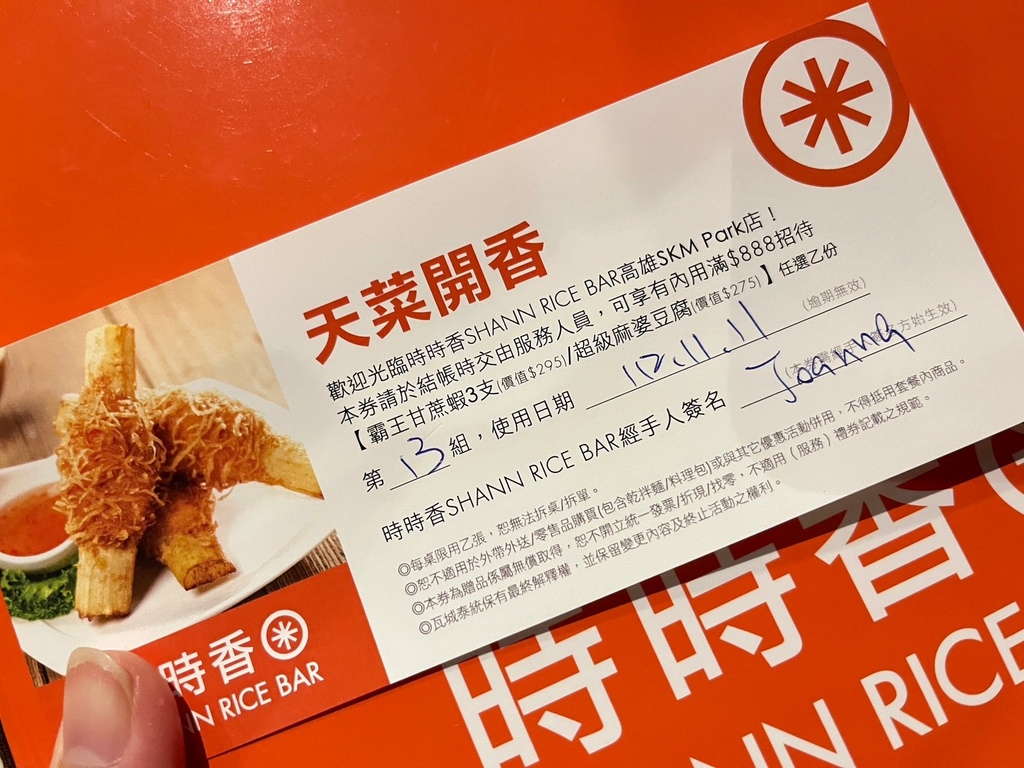 天菜開香
歡迎光臨時時香SHANN RICE BAR高雄SKM Park店！
本券請於結帳時交由服務人員，可享有內用滿$888招待
【霸王甘蔗蝦3支(價值$295)/超級麻婆豆腐(價值$275)】任選乙份
第 13 組，使用日期 112.11.11 (逾期無效)
時時香SHANN RICE BAR經手人簽名 Joanna 方始生效)
◎每桌限用乙張，恕無法拆桌/拆單。
◎恕不適用於外帶外送/零售品購買(包含乾拌麵/料理包)或與其它優惠活動併用，不得抵用套餐內商品。
◎本券為贈品係屬無償取得，恕不開立統一發票/折現/找零，不適用（服務）禮券記載之規範。
◎瓦城泰統保有最終解釋權，並保留變更內容及終止活動之權利。
時香
N RICE BAR
時時香
ANN RICE